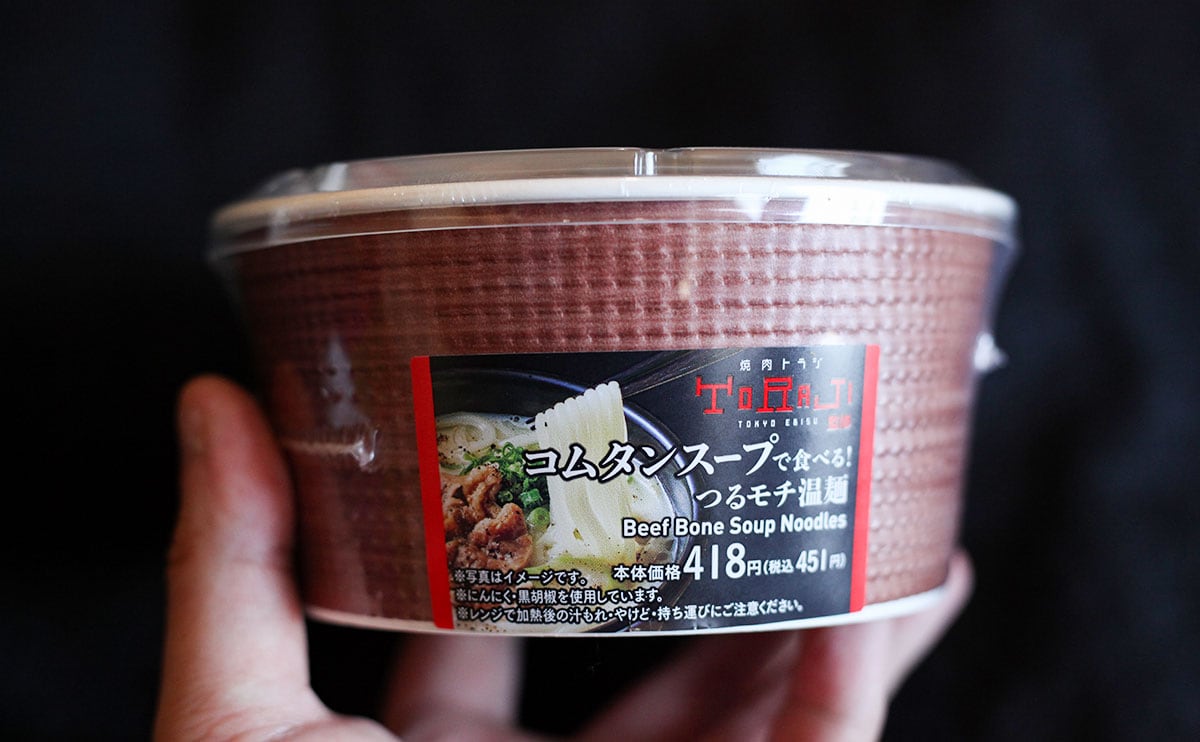 焼肉トラジ
TORAJI
TOKYO EBISU 監修
コムタンスープで食べる!
つるモチ温麺
Beef Bone Soup Noodles
本体価格418円(税込451円)
※写真はイメージです。
※にんにく・黒胡椒を使用しています。
※レンジで加熱後の汁もれ・やけど・持ち運びにご注意ください。